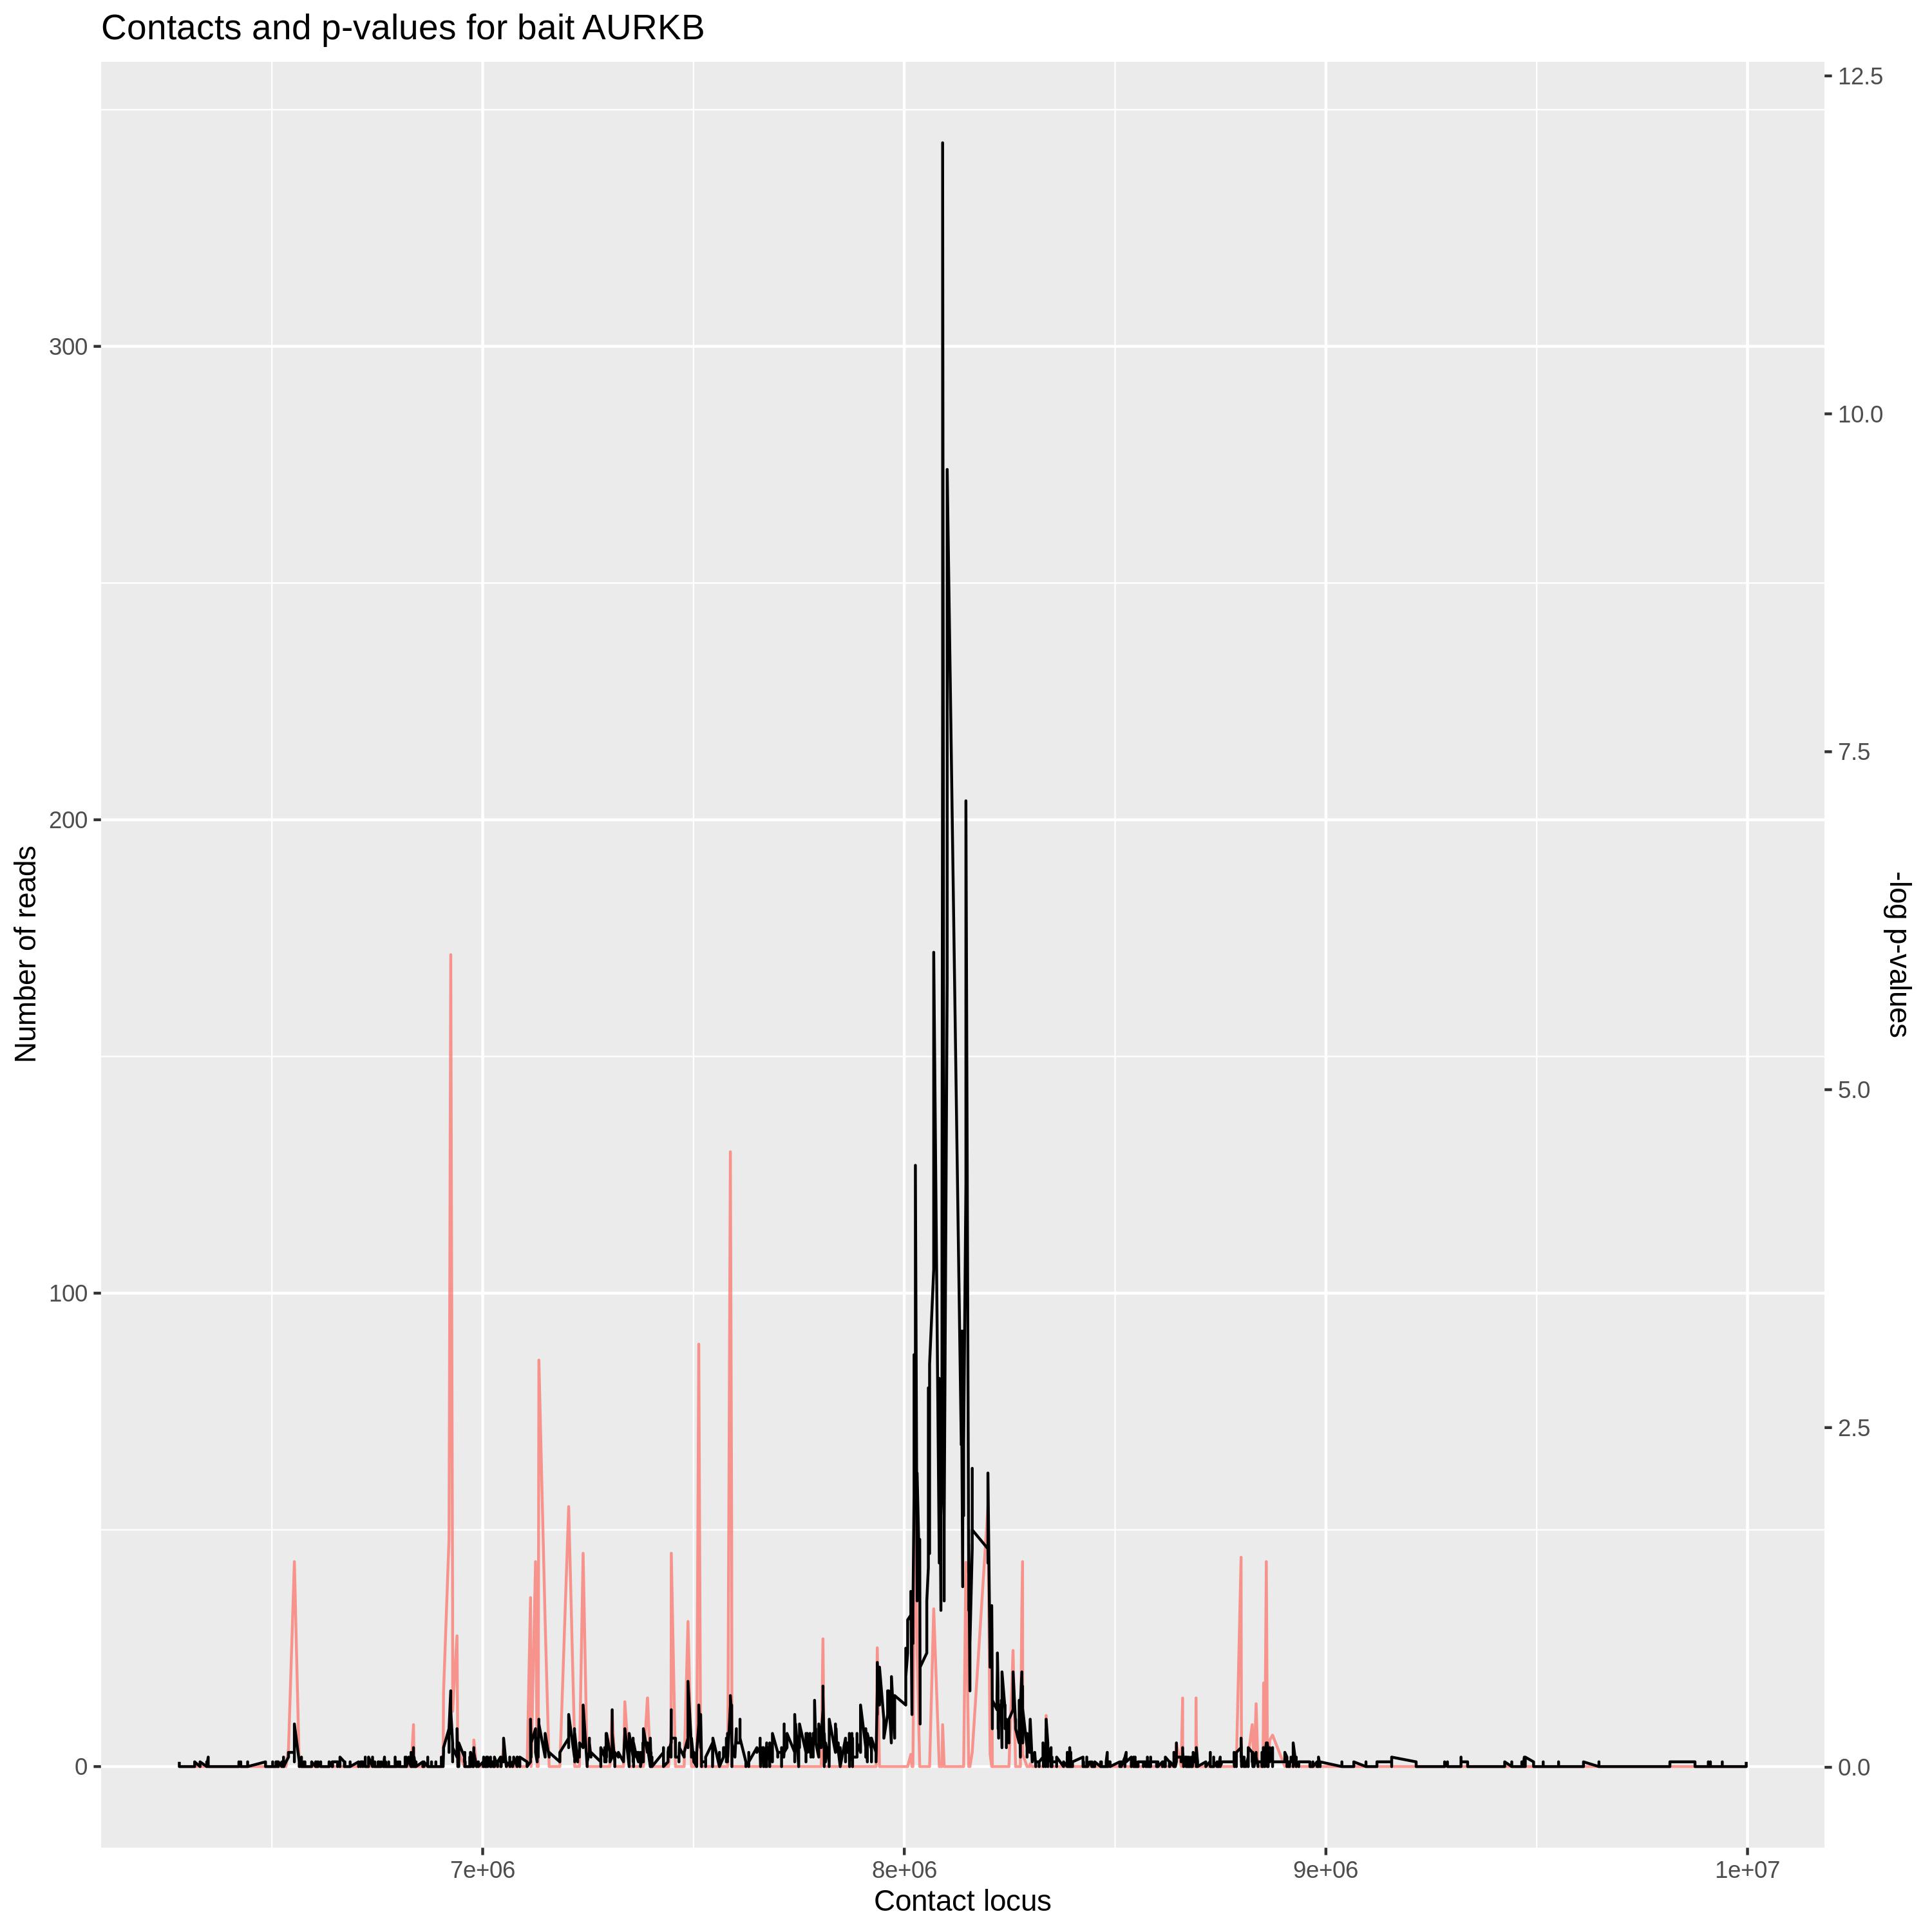 Contacts and p-values for bait AURKB
12.5
10.0
7.5
5.0
2.5
0.0
-log p-values
300
200
100
0
Number of reads
7e+06
8e+06
9e+06
1e+07
Contact locus